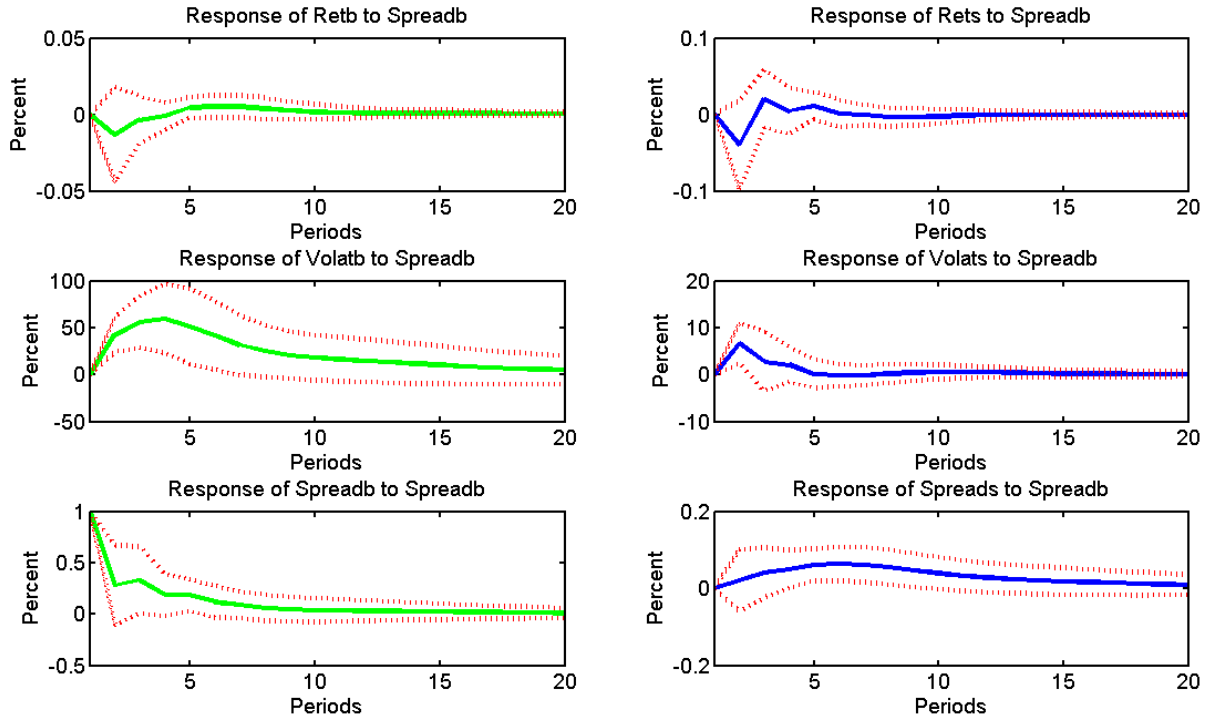 Response of Retb to Spreadb
0.05
0
-0.05
Percent
5 10 15 20
Periods
Response of Rets to Spreadb
0.1
0
-0.1
Percent
5 10 15 20
Periods
Response of Volatb to Spreadb
100
50
0
-50
Percent
5 10 15 20
Periods
Response of Volats to Spreadb
20
10
0
-10
Percent
5 10 15 20
Periods
Response of Spreadb to Spreadb
1
0.5
0
-0.5
Percent
5 10 15 20
Periods
Response of Spreads to Spreadb
0.2
0
-0.2
Percent
5 10 15 20
Periods